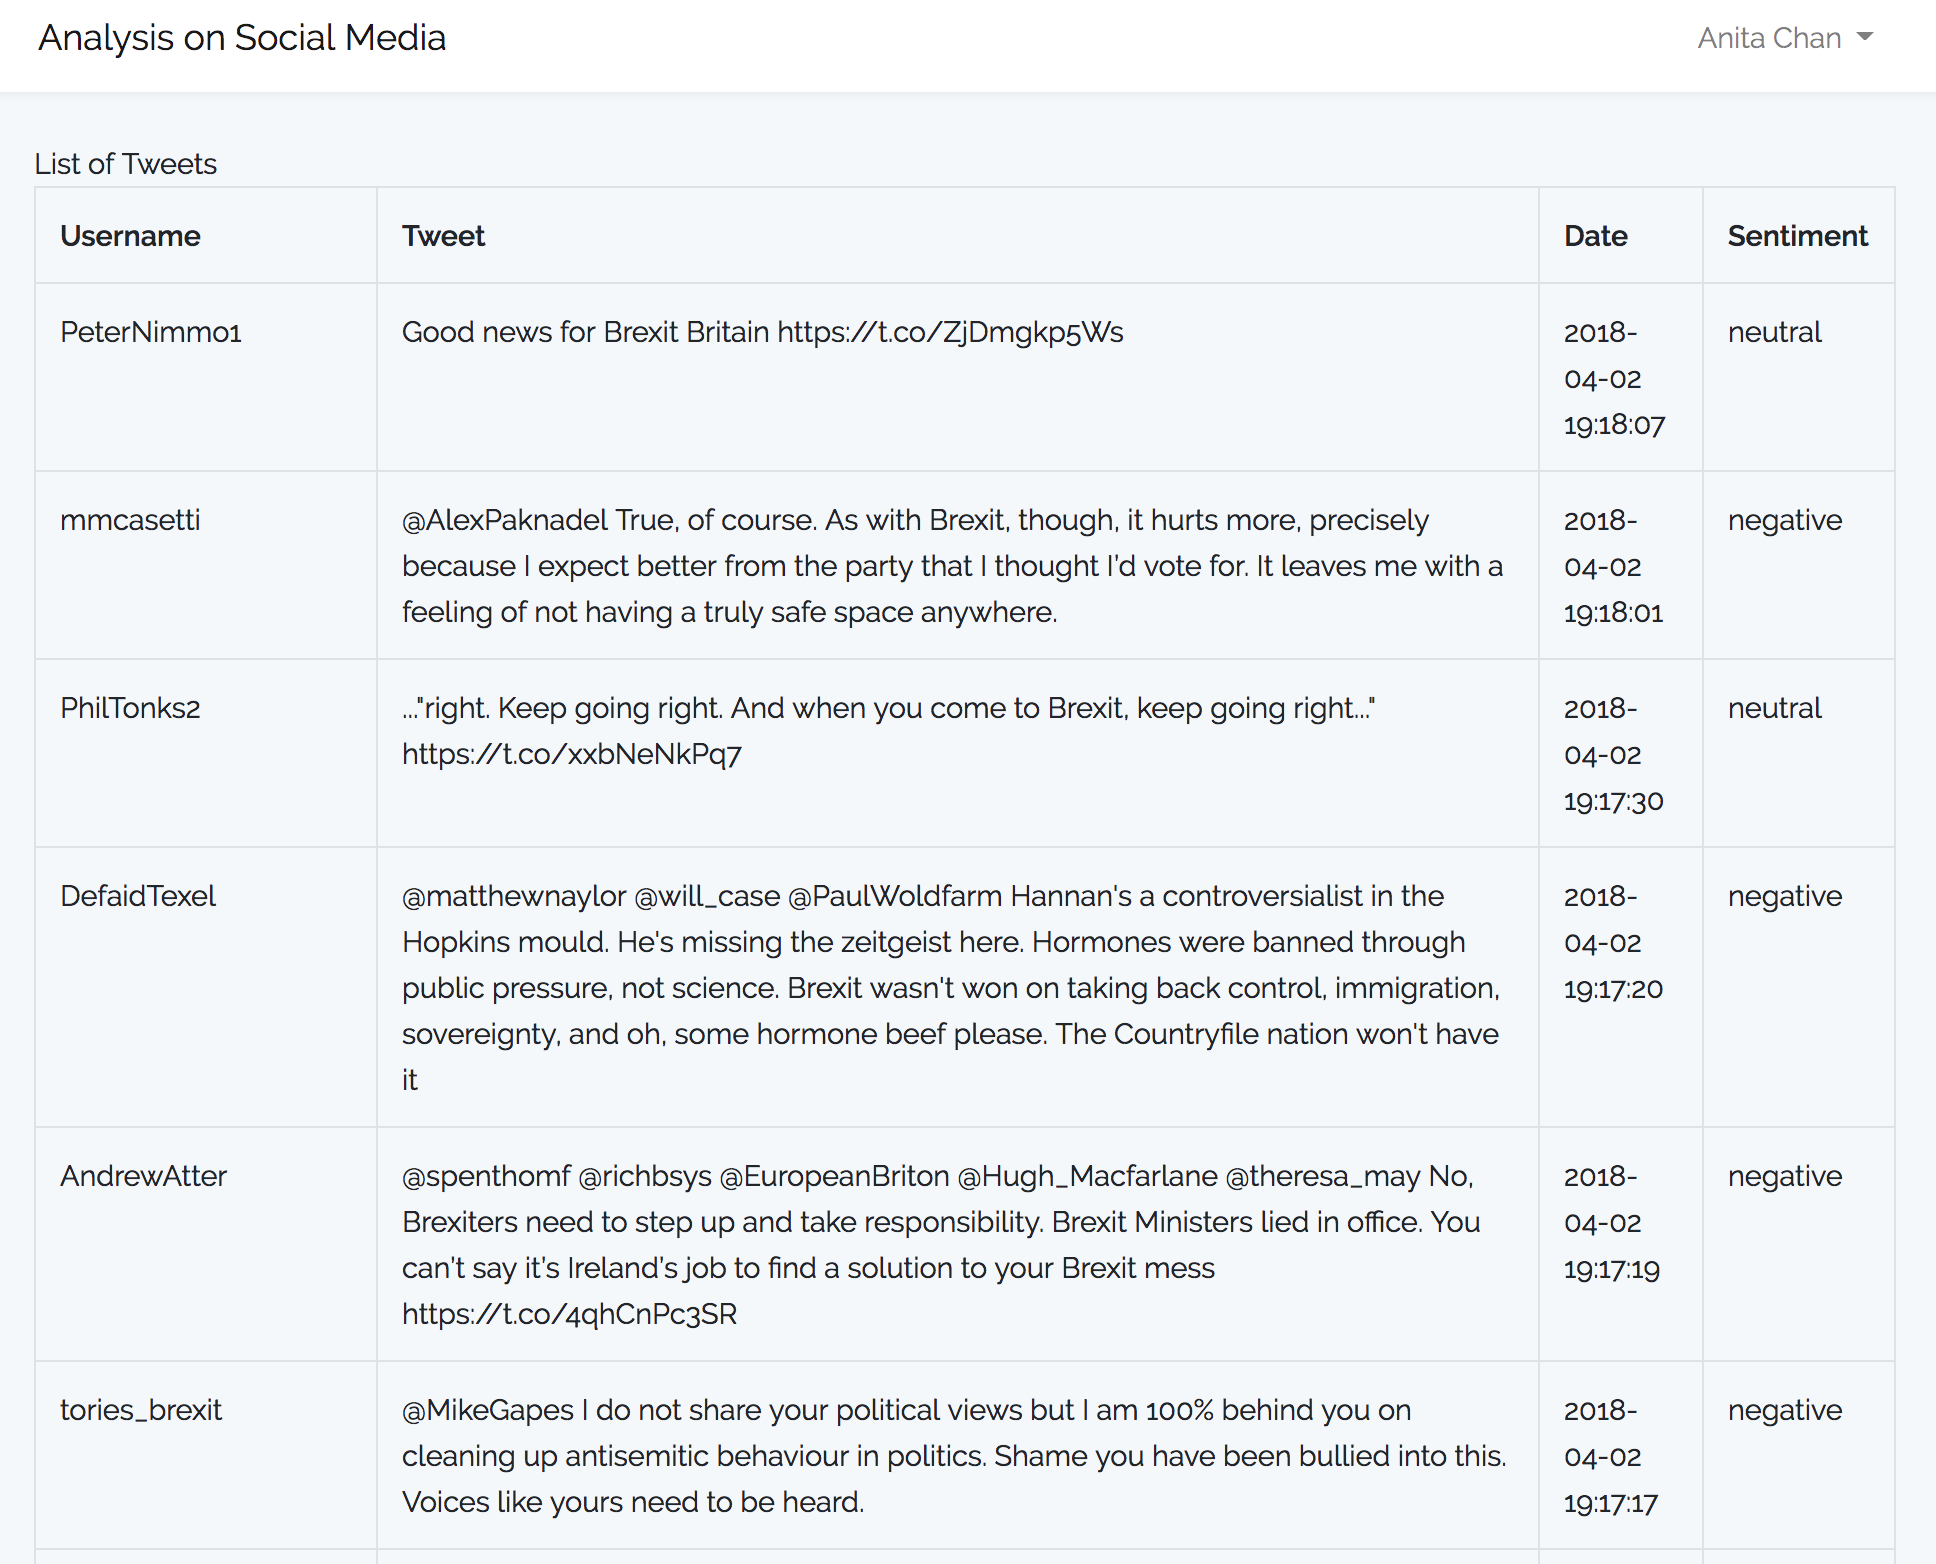 Analysis on Social Media
Anita Chan
List of Tweets
Username Tweet Date Sentiment
PeterNimmo1 Good news for Brexit Britain https://t.co/ZjDmgkp5Ws 2018- neutral
04-02
19:18:07
mmcasetti @AlexPaknadel True, of course. As with Brexit, though, it hurts more, precisely 2018- negative
because I expect better from the party that I thought I’d vote for. It leaves me with a 04-02
feeling of not having a truly safe space anywhere. 19:18:01
PhilTonks2 ..."right. Keep going right. And when you come to Brexit, keep going right..." 2018- neutral
https://t.co/xxbNeNkPq7 04-02
19:17:30
DefaidTexel @matthewnaylor @will_case @PaulWoldfarm Hannan's a controversialist in the 2018- negative
Hopkins mould. He's missing the zeitgeist here. Hormones were banned through 04-02
public pressure, not science. Brexit wasn't won on taking back control, immigration, 19:17:20
sovereignty, and oh, some hormone beef please. The Countryfile nation won't have
it
AndrewAtter @spenthomf @richbsys @EuropeanBriton @Hugh_Macfarlane @theresa_may No, 2018- negative
Brexiters need to step up and take responsibility. Brexit Ministers lied in office. You 04-02
can’t say it’s Ireland’s job to find a solution to your Brexit mess 19:17:19
https://t.co/4qhCnPc3SR
tories_brexit @MikeGapes I do not share your political views but I am 100% behind you on 2018- negative
cleaning up antisemitic behaviour in politics. Shame you have been bullied into this. 04-02
Voices like yours need to be heard. 19:17:17